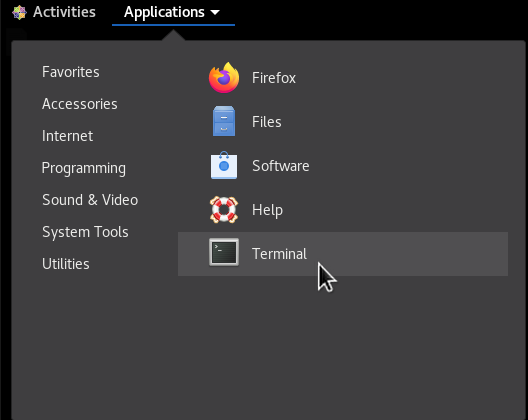 Activities
Applications
Favorites
Accessories
Internet
Programming
Sound & Video
System Tools
Utilities
Firefox
Files
Software
Help
Terminal